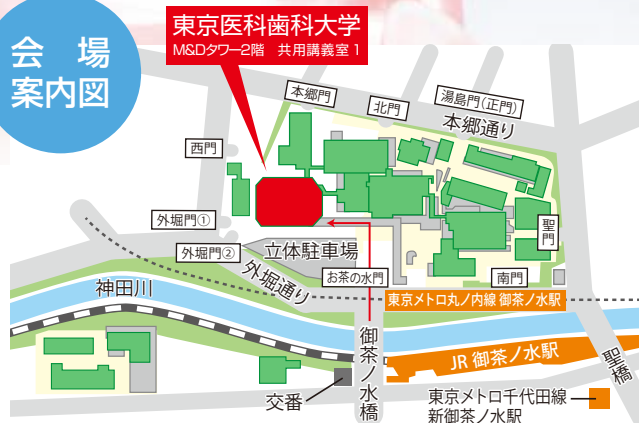 会 場
案内図
東京医科歯科大学
M&Dタワー2階 共用講義室1
本郷門
北門
湯島門(正門)
本郷通り
西門
外堀門①
外堀門②
立体駐車場
外堀通り
聖門
お茶の水門
南門
神田川
東京メトロ丸ノ内線 御茶ノ水駅
御茶ノ水橋
JR 御茶ノ水駅
聖橋
交番
東京メトロ千代田線
新御茶ノ水駅